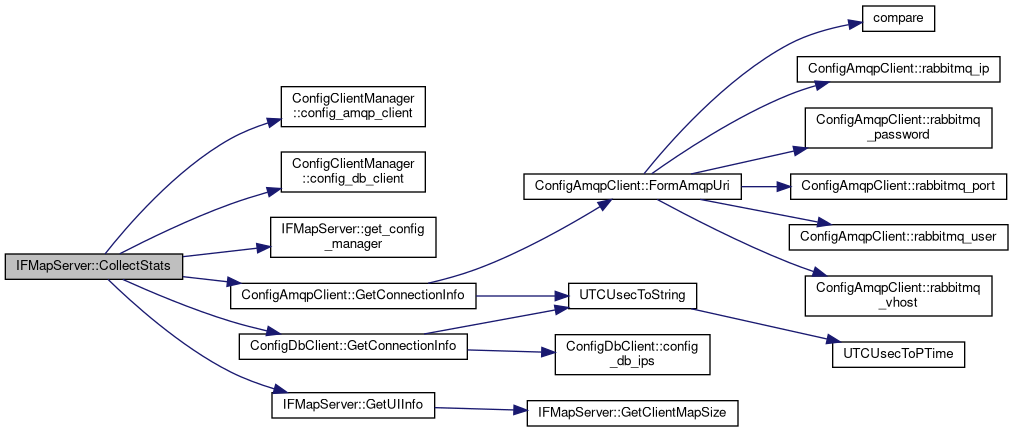 IFMapServer::CollectStats
ConfigClientManager
::config_amqp_client
ConfigClientManager
::config_db_client
IFMapServer::get_config
_manager
ConfigAmqpClient::GetConnectionInfo
ConfigDbClient::GetConnectionInfo
IFMapServer::GetUIInfo
ConfigAmqpClient::FormAmqpUri
UTCUsecToString
ConfigDbClient::config
_db_ips
IFMapServer::GetClientMapSize
compare
ConfigAmqpClient::rabbitmq_ip
ConfigAmqpClient::rabbitmq
_password
ConfigAmqpClient::rabbitmq_port
ConfigAmqpClient::rabbitmq_user
ConfigAmqpClient::rabbitmq
_vhost
UTCUsecToPTime